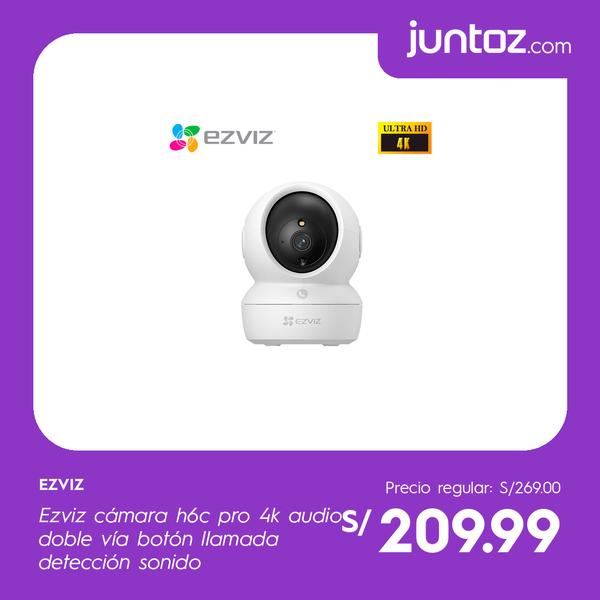 juntoz.com
ezviz
ULTRA HD
4K
EZVIZ
EZVIZ
Precio regular: S/269.00
Ezviz cámara h6c pro 4k audio
doble vía botón llamada
detección sonido
S/ 209.99